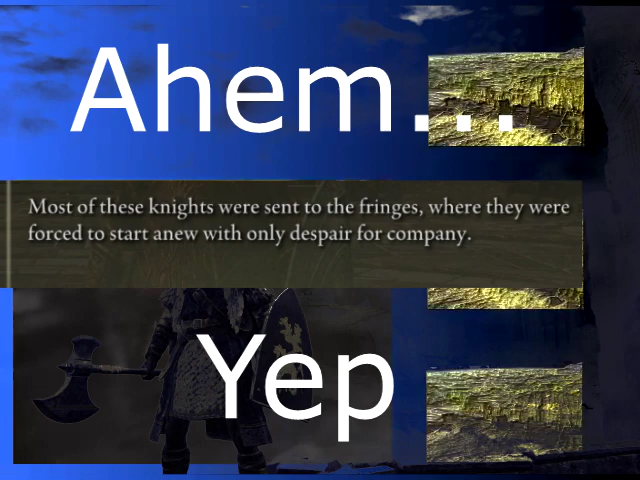 Ahem...
Most of these knights were sent to the fringes, where they were
forced to start anew with only despair for company.
Yep